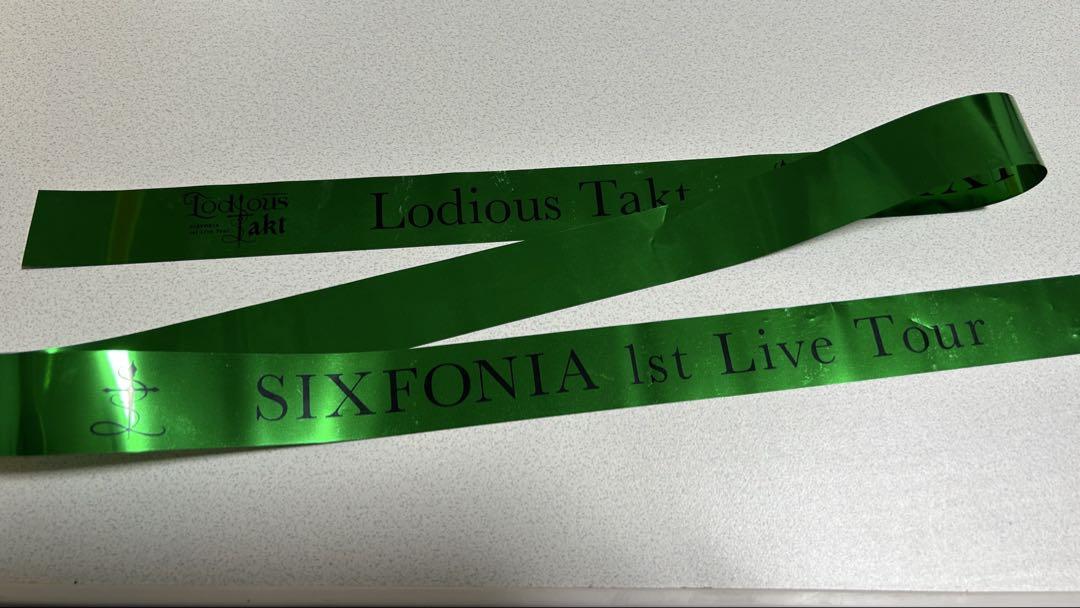 Lodious
Takt
Lodious Takt
SIXFONIA 1st Live Tour